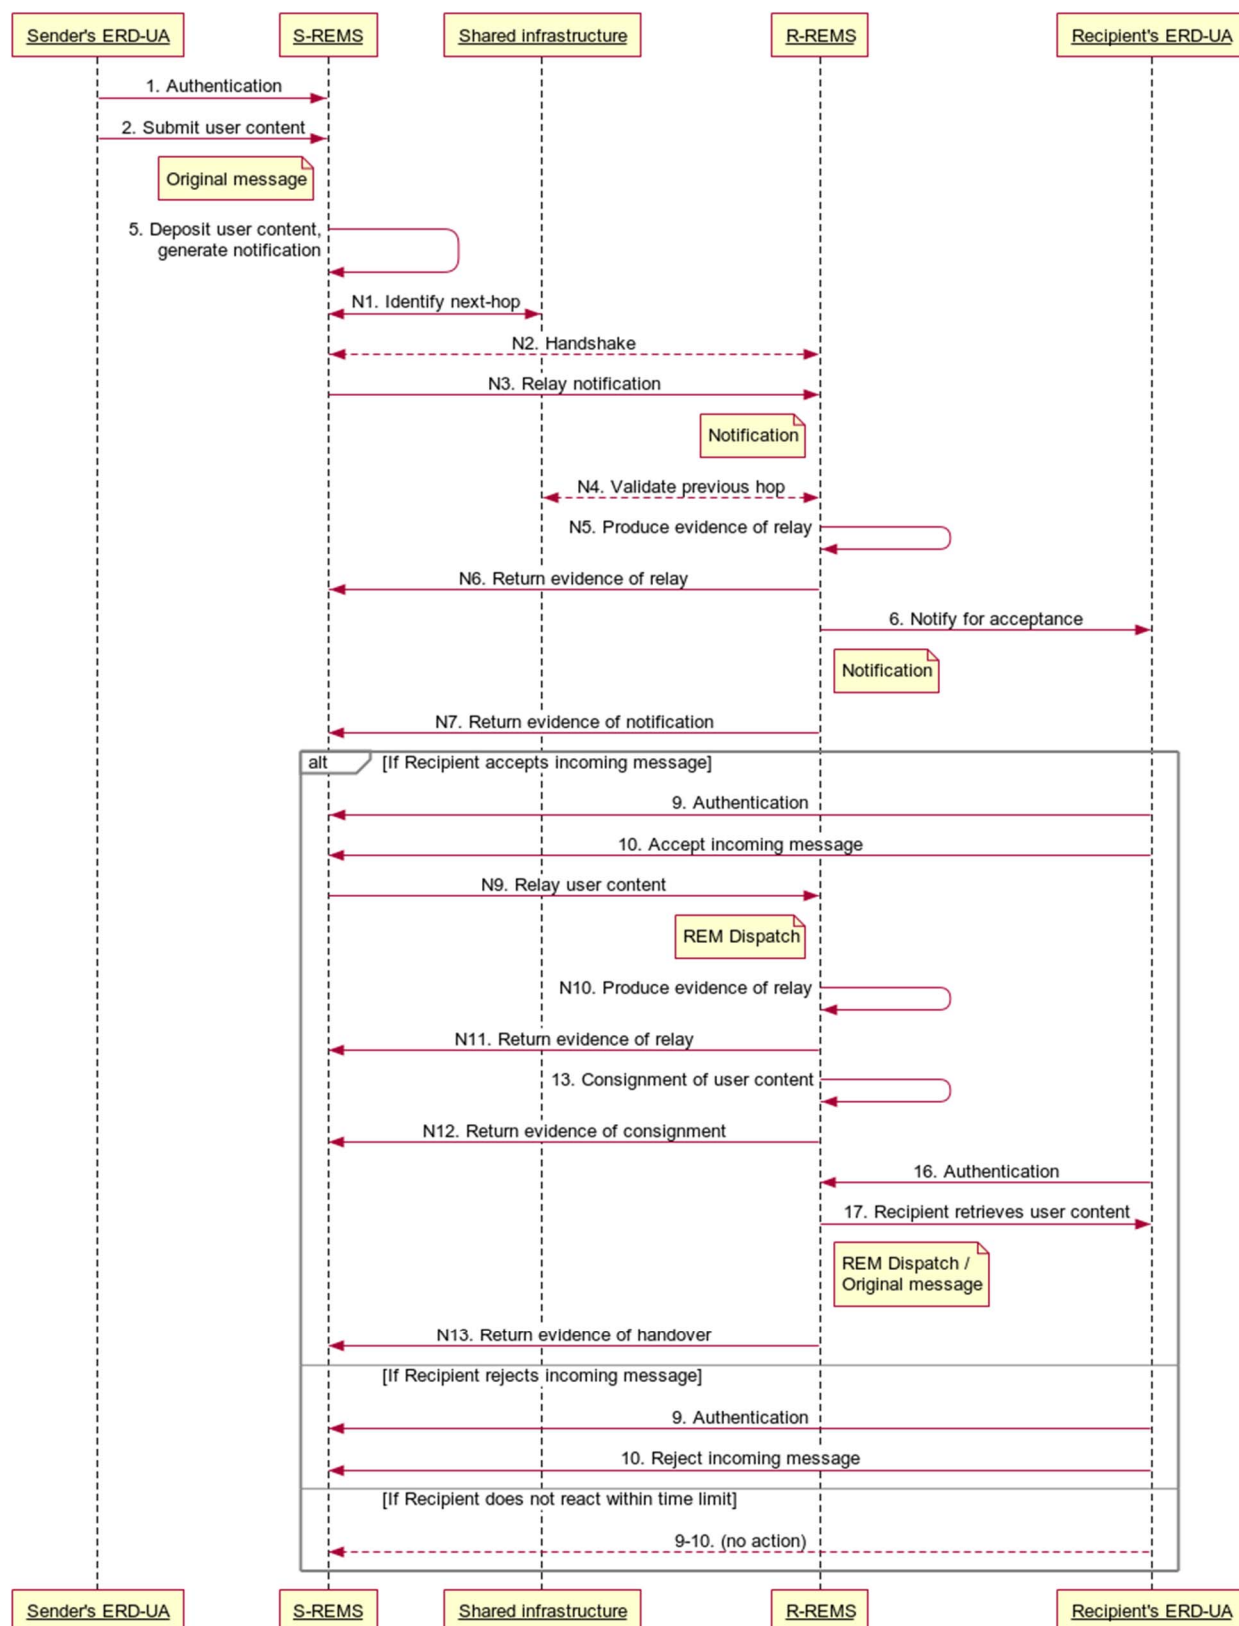 Sender's ERD-UA
S-REMS
Shared infrastructure
R-REMS
Recipient's ERD-UA
1. Authentication
2. Submit user content
Original message
5. Deposit user content,
generate notification
N1. Identify next-hop
N2. Handshake
N3. Relay notification
Notification
N4. Validate previous hop
N5. Produce evidence of relay
N6. Return evidence of relay
6. Notify for acceptance
Notification
N7. Return evidence of notification
alt
[If Recipient accepts incoming message]
9. Authentication
10. Accept incoming message
N9. Relay user content
REM Dispatch
N10. Produce evidence of relay
N11. Return evidence of relay
13. Consignment of user content
N12. Return evidence of consignment
16. Authentication
17. Recipient retrieves user content
REM Dispatch /
Original message
N13. Return evidence of handover
[If Recipient rejects incoming message]
9. Authentication
10. Reject incoming message
[If Recipient does not react within time limit]
9-10. (no action)
Sender's ERD-UA
S-REMS
Shared infrastructure
R-REMS
Recipient's ERD-UA